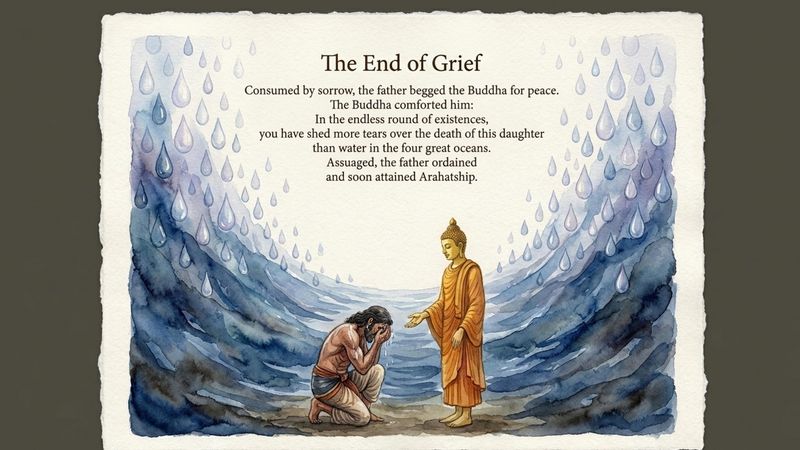 The End of Grief
Consumed by sorrow, the father begged the Buddha for peace.
The Buddha comforted him:
In the endless round of existences,
you have shed more tears over the death of this daughter
than water in the four great oceans.
Assuaged, the father ordained
and soon attained Arahatship.